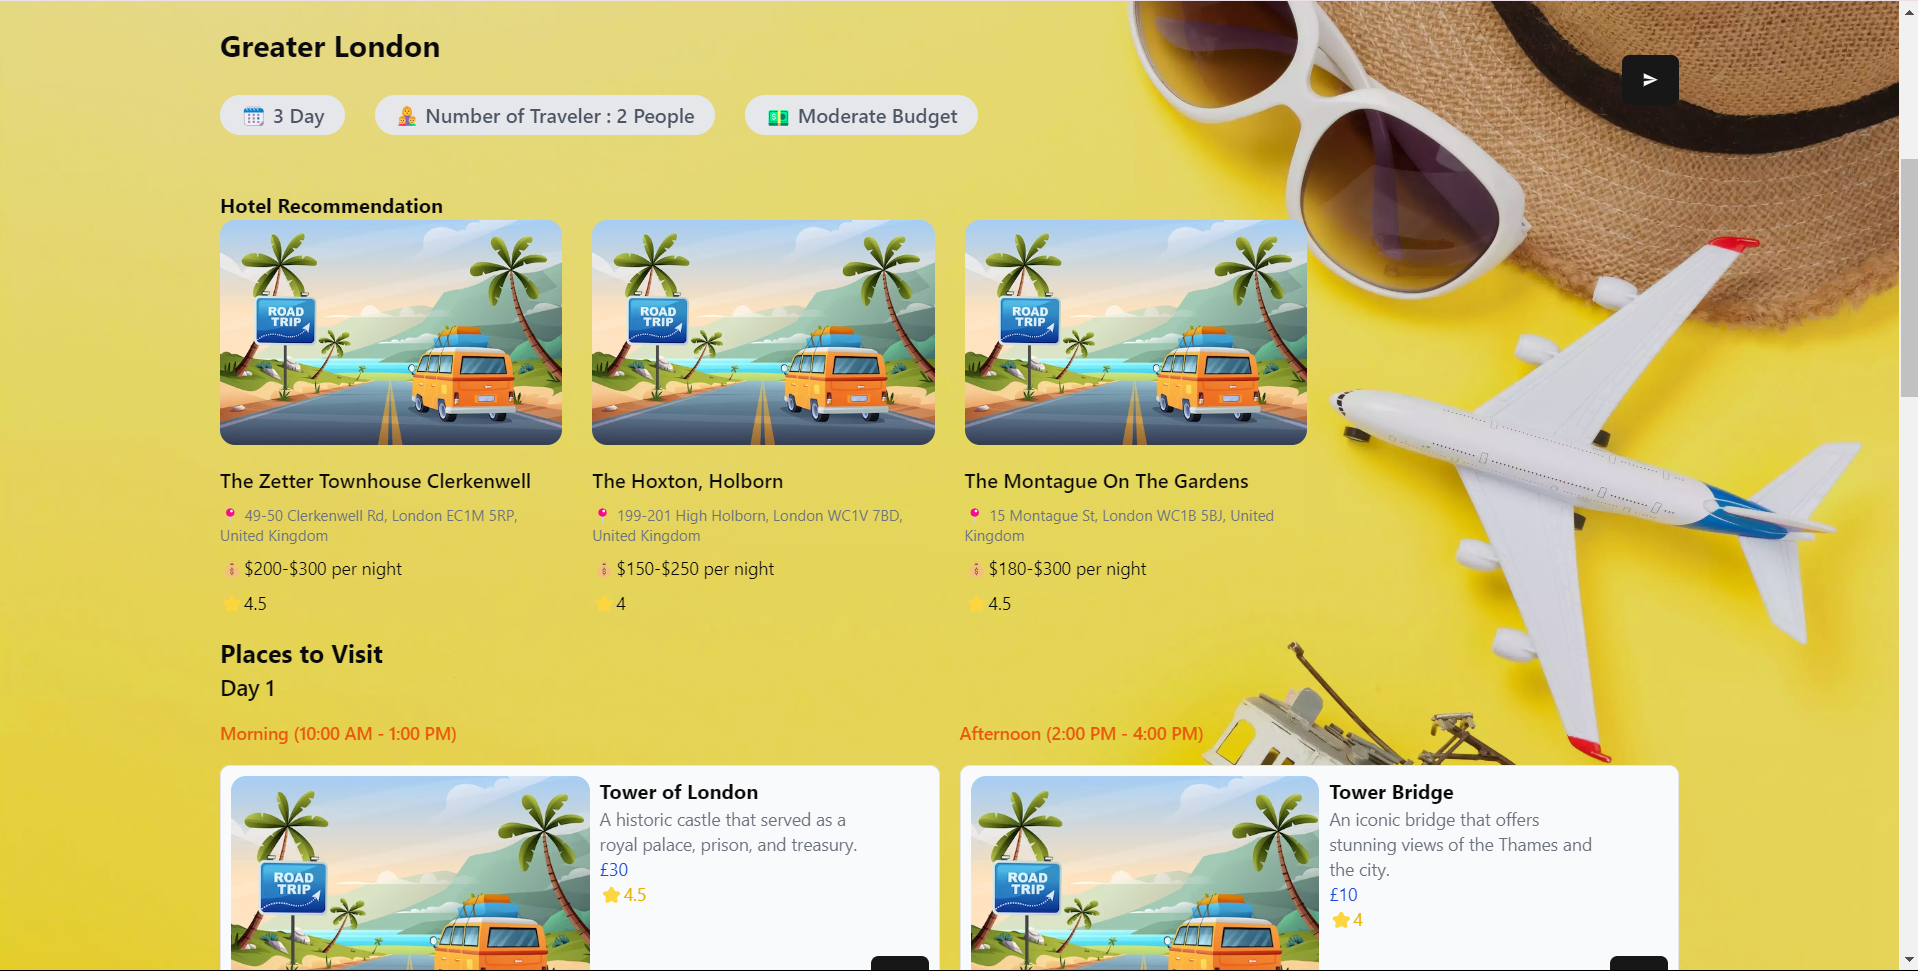 Greater London
3 Day
Number of Traveler : 2 People
Moderate Budget
Hotel Recommendation
ROAD
TRIP
ROAD
TRIP
ROAD
TRIP
The Zetter Townhouse Clerkenwell
49-50 Clerkenwell Rd, London EC1M 5RP,
United Kingdom
$200-$300 per night
4.5
The Hoxton, Holborn
199-201 High Holborn, London WC1V 7BD,
United Kingdom
$150-$250 per night
4
The Montague On The Gardens
15 Montague St, London WC1B 5BJ, United
Kingdom
$180-$300 per night
4.5
Places to Visit
Day 1
Morning (10:00 AM - 1:00 PM)
ROAD
TRIP
Tower of London
A historic castle that served as a
royal palace, prison, and treasury.
£30
4.5
Afternoon (2:00 PM - 4:00 PM)
ROAD
TRIP
Tower Bridge
An iconic bridge that offers
stunning views of the Thames and
the city.
£10
4